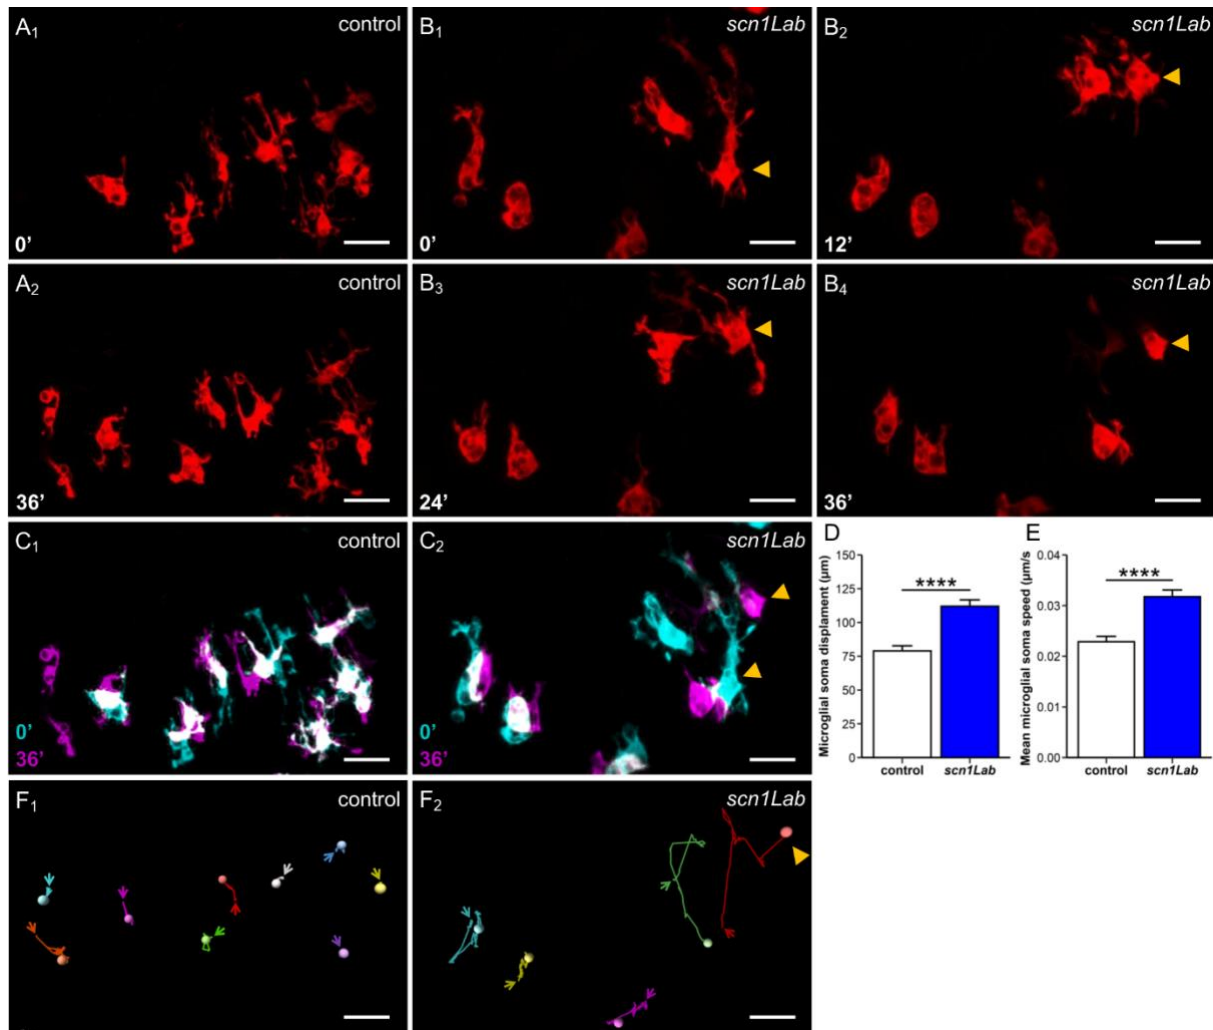 A₁ control
0'
B₁ scn1Lab
0'
B₂ scn1Lab
12'
A₂ control
36'
B₃ scn1Lab
24'
B₄ scn1Lab
36'
C₁ control
0'
36'
C₂ scn1Lab
0'
36'
D
Microglial soma displament (µm)
150
125
100
75
50
25
0
****
control scn1Lab
E
Mean microglial soma speed (µm/s)
0.04
0.03
0.02
0.01
0.00
****
control scn1Lab
F₁ control
F₂ scn1Lab